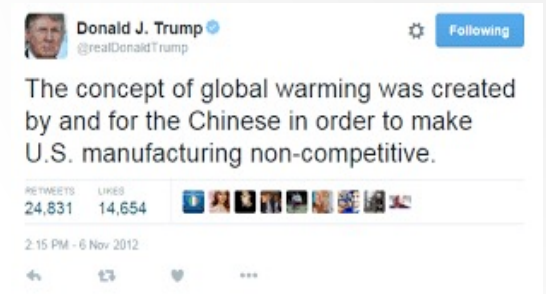 Donald J. Trump
Following
@realDonaldTrump
The concept of global warming was created
by and for the Chinese in order to make
U.S. manufacturing non-competitive.
RETWEETS LIKES
24,831 14,654
2:15 PM - 6 Nov 2012